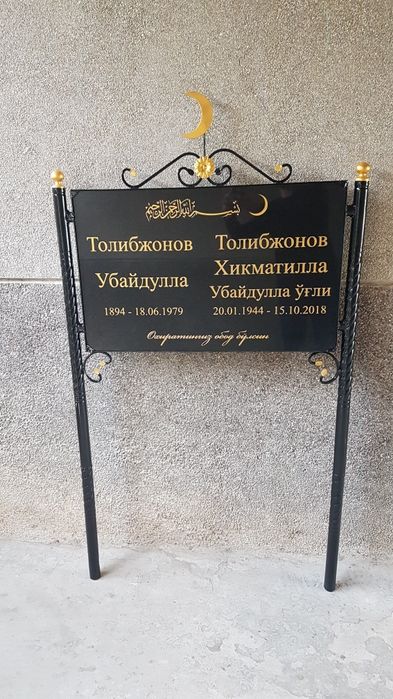 بسم الله الرحمن الرحيم
Толибжонов
Убайдулла
1894 - 18.06.1979
Толибжонов
Хикматилла
Убайдулла ўғли
20.01.1944 - 15.10.2018
Охиратингиз обод бўлсин